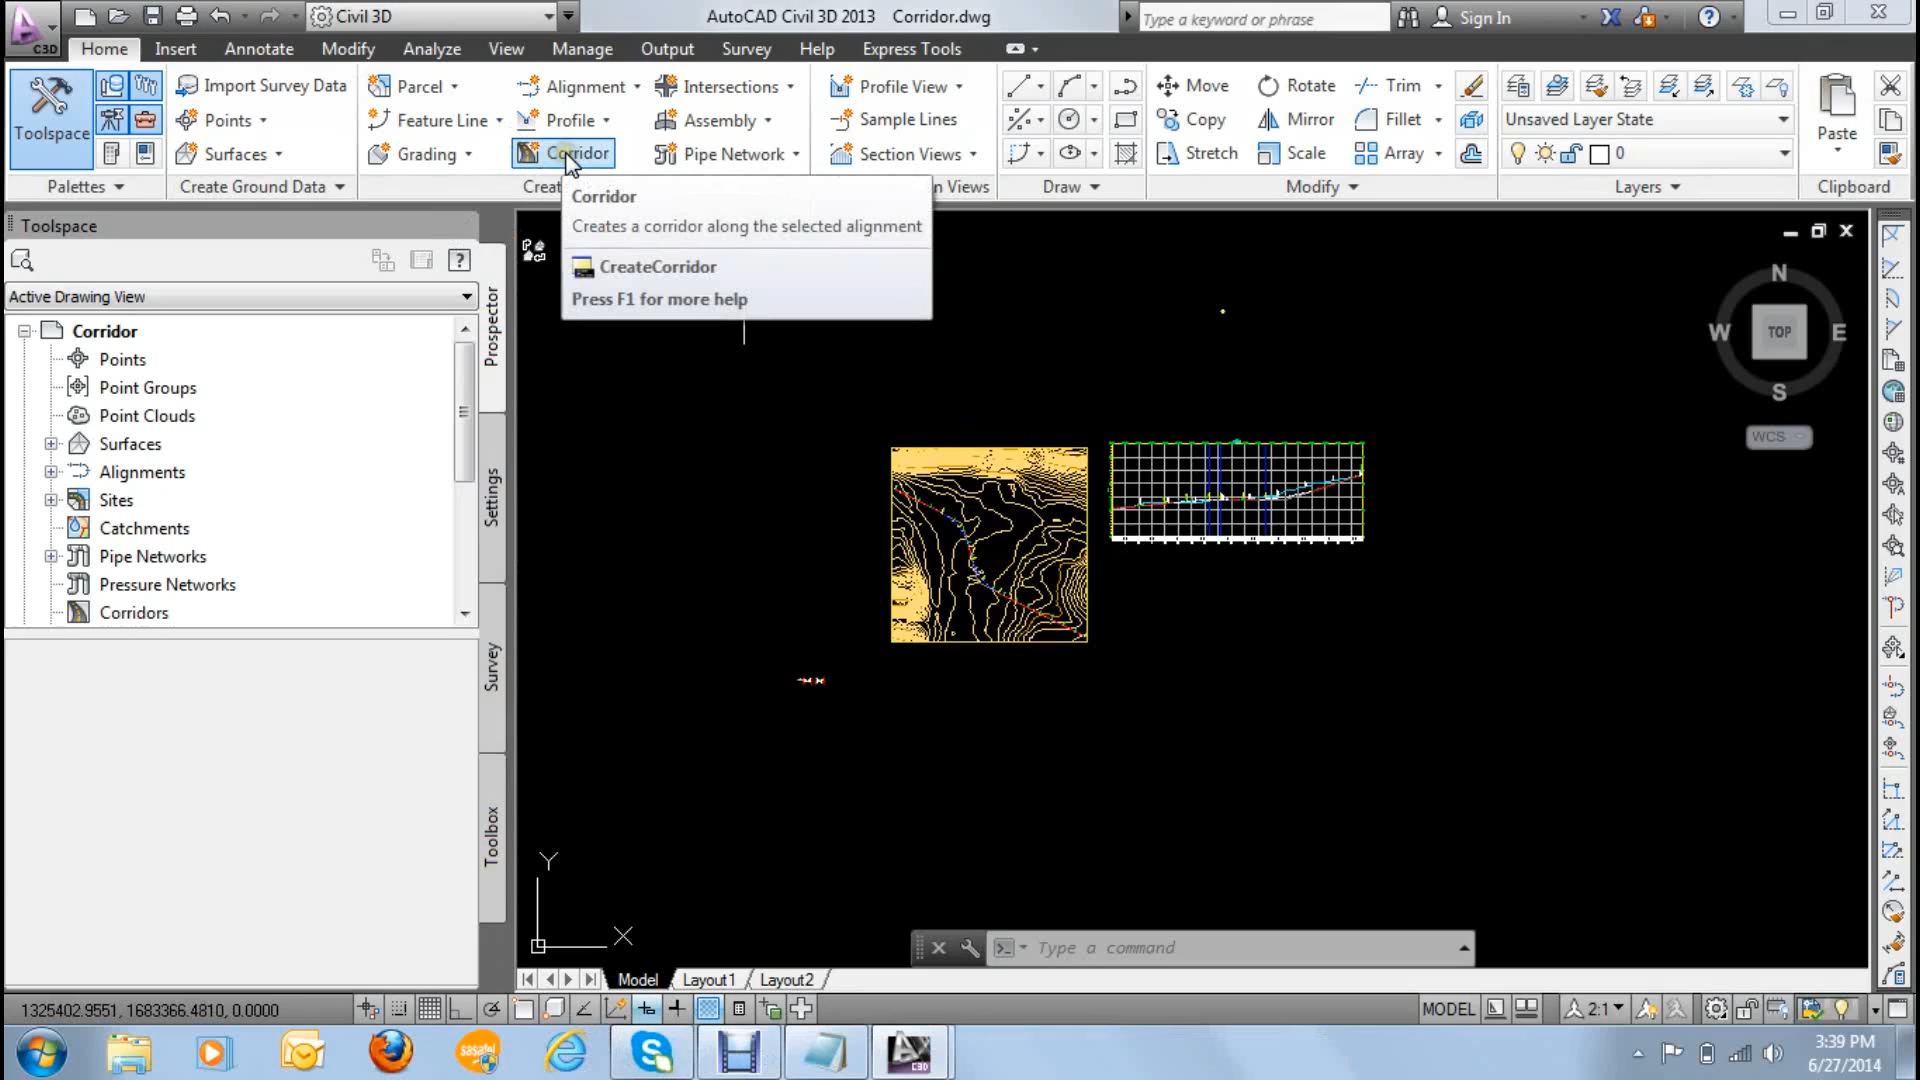 Civil 3D
AutoCAD Civil 3D 2013 Corridor.dwg
Type a keyword or phrase
Sign In
C3D
Home Insert Annotate Modify Analyze View Manage Output Survey Help Express Tools
Toolspace
Import Survey Data
Points
Surfaces
Parcel
Feature Line
Grading
Alignment
Profile
Corridor
Intersections
Assembly
Pipe Network
Profile View
Sample Lines
Section Views
Move
Copy
Stretch
Rotate
Mirror
Scale
Trim
Fillet
Array
Unsaved Layer State
0
Paste
Palettes
Create Ground Data
Creat
n Views
Draw
Modify
Layers
Clipboard
Corridor
Creates a corridor along the selected alignment
CreateCorridor
Press F1 for more help
Toolspace
Active Drawing View
Corridor
Points
Point Groups
Point Clouds
Surfaces
Alignments
Sites
Catchments
Pipe Networks
Pressure Networks
Corridors
Prospector
Settings
Survey
Toolbox
N
W
TOP
E
S
WCS
Y
X
Type a command
Model Layout1 Layout2
1325402.9551, 1683366.4810, 0.0000
MODEL
2:1
sasatel
C3D
3:39 PM
6/27/2014